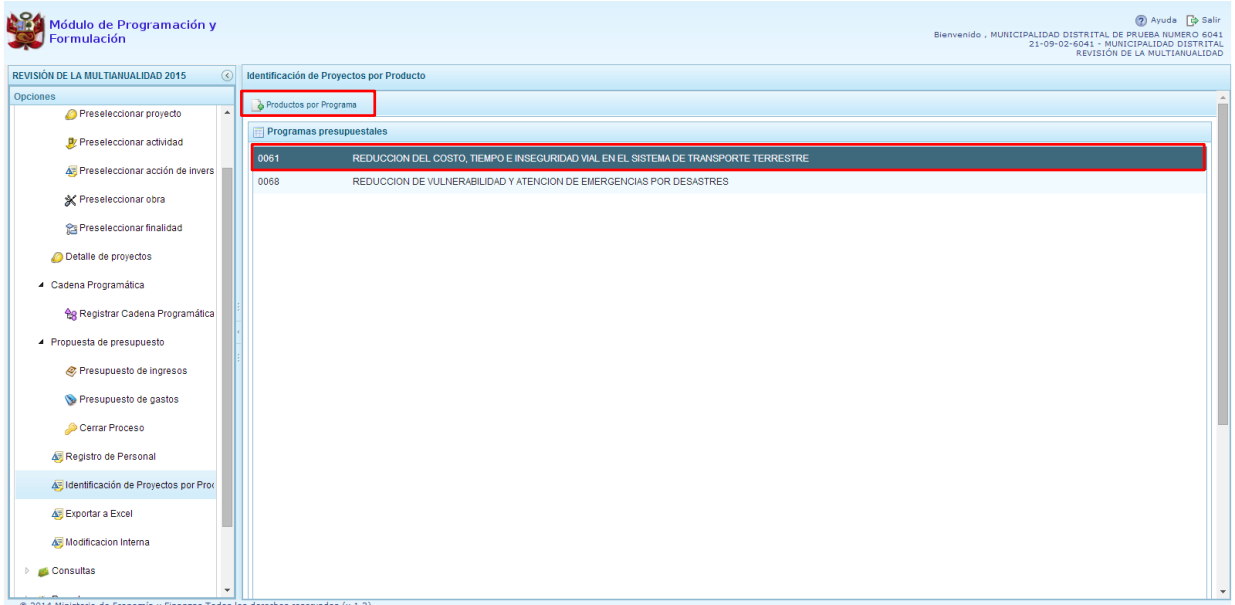 Módulo de Programación y
Formulación
Ayuda Salir
Bienvenido , MUNICIPALIDAD DISTRITAL DE PRUEBA NUMERO 6041
21-09-02-6041 - MUNICIPALIDAD DISTRITAL
REVISIÓN DE LA MULTIANUALIDAD
REVISIÓN DE LA MULTIANUALIDAD 2015
Opciones
Preseleccionar proyecto
Preseleccionar actividad
Preseleccionar acción de invers
Preseleccionar obra
Preseleccionar finalidad
Detalle de proyectos
Cadena Programática
Registrar Cadena Programática
Propuesta de presupuesto
Presupuesto de ingresos
Presupuesto de gastos
Cerrar Proceso
Registro de Personal
Identificación de Proyectos por Proc
Exportar a Excel
Modificacion Interna
Consultas
Identificación de Proyectos por Producto
Productos por Programa
Programas presupuestales
0061 REDUCCION DEL COSTO, TIEMPO E INSEGURIDAD VIAL EN EL SISTEMA DE TRANSPORTE TERRESTRE
0068 REDUCCION DE VULNERABILIDAD Y ATENCION DE EMERGENCIAS POR DESASTRES